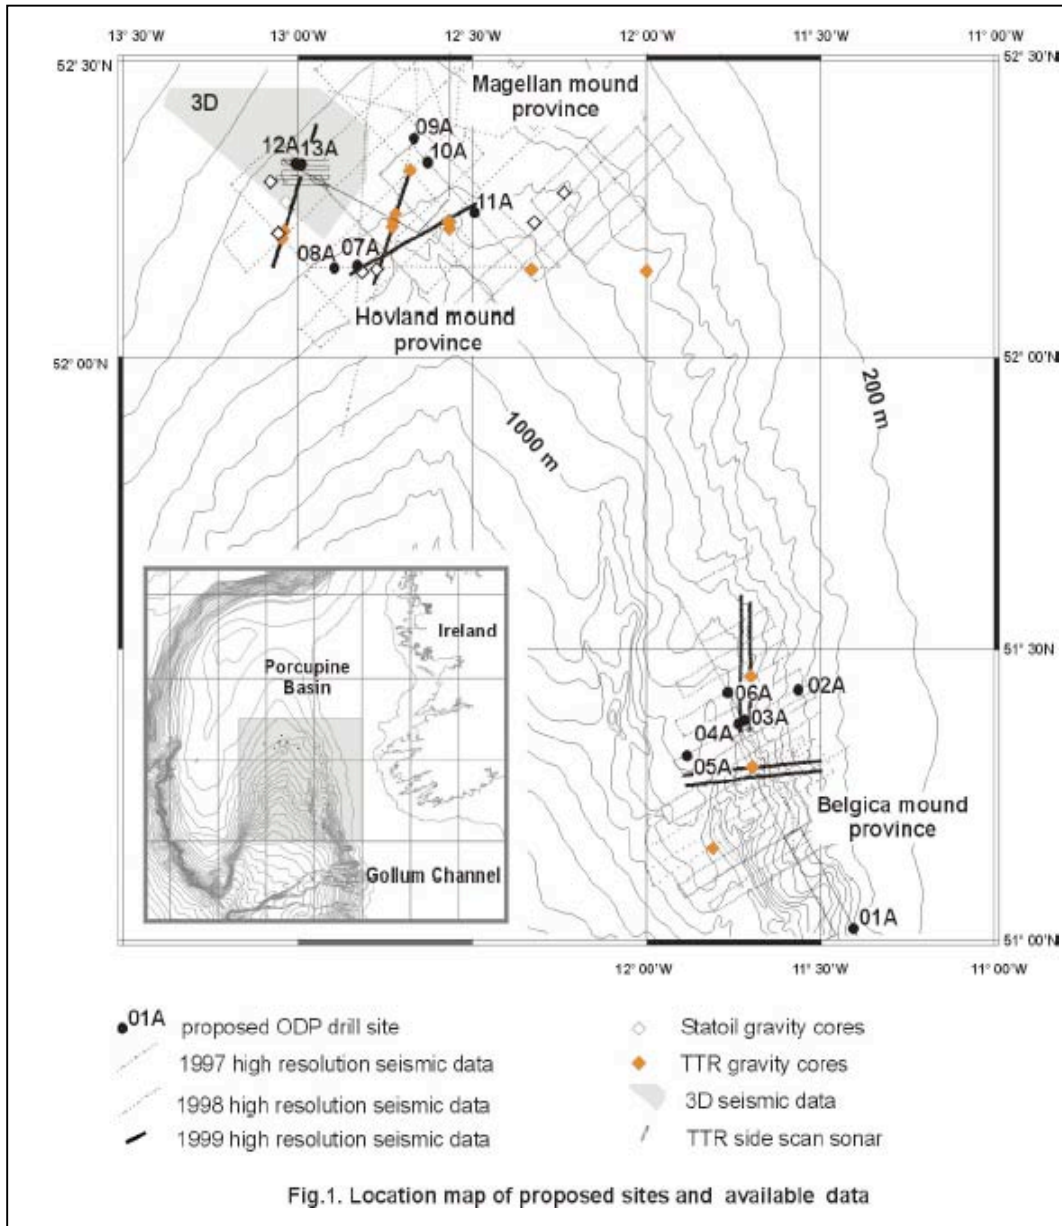 13° 30'W 13° 00'W 12° 30'W 12° 00'W 11° 30'W 11° 00'W
52° 30'N
52° 30'N
Magellan mound
province
3D
09A
12A 13A
10A
11A
08A 07A
Hovland mound
province
52° 00'N
52° 00'N
200 m
1000 m
Ireland
Porcupine
Basin
Gollum Channel
51° 30'N
06A 02A
04A 03A
05A
Belgica mound
province
01A
51° 00'N
12° 00'W 11° 30'W 11° 00'W
01A proposed ODP drill site
1997 high resolution seismic data
1998 high resolution seismic data
1999 high resolution seismic data
Statoil gravity cores
TTR gravity cores
3D seismic data
TTR side scan sonar
Fig.1. Location map of proposed sites and available data